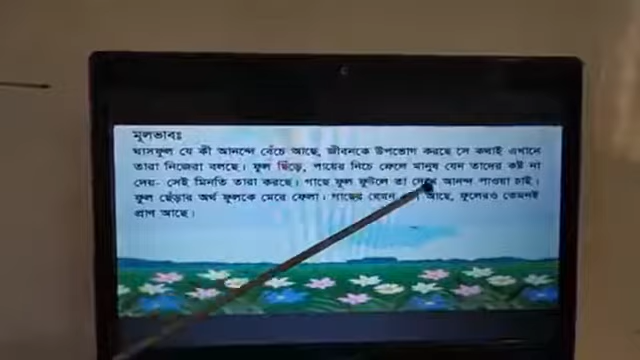 মূলভাবঃ
ঘাসফুল যে কী আনন্দে বেঁচে আছে, জীবনকে উপভোগ করছে সে কথাই এখানে
তারা নিজেরা বলছে। ফুল ছিঁড়ে, পায়ের নিচে ফেলে মানুষ যেন তাদের কষ্ট না
দেয়- সেই মিনতি তারা করছে। গাছে ফুল ফুটলে তা দেখে আনন্দ পাওয়া চাই।
ফুল ছেঁড়ার অর্থ ফুলকে মেরে ফেলা। গাছের যেমন আছে, ফুলেরও তেমনই
প্রাণ আছে।